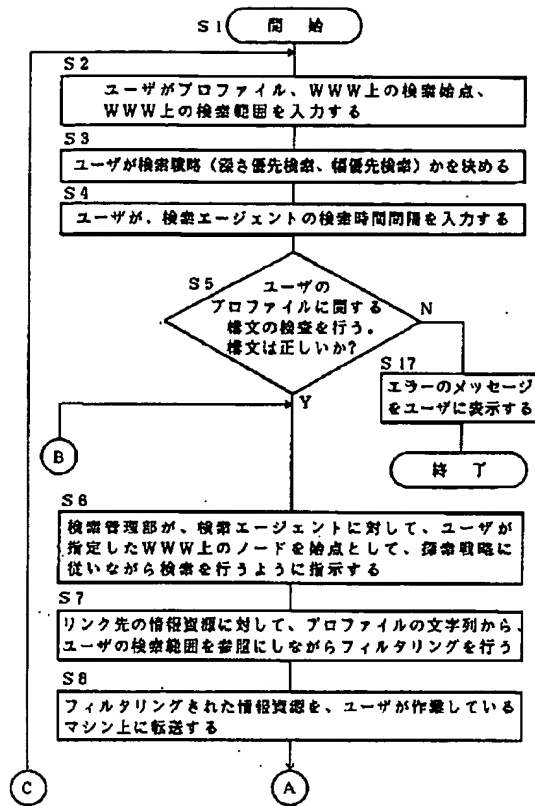 S1
開 始
S2
ユーザがプロファイル、WWW上の検索始点、
WWW上の検索範囲を入力する
S3
ユーザが検索戦略(深さ優先検索、幅優先検索)かを決める
S4
ユーザが、検索エージェントの検索時間間隔を入力する
S5
ユーザの
プロファイルに関する
構文の検査を行う。
構文は正しいか?
N
Y
S17
エラーのメッセージ
をユーザに表示する
終 了
B
S6
検索管理部が、検索エージェントに対して、ユーザが
指定したWWW上のノードを始点として、探索戦略に
従いながら検索を行うように指示する
S7
リンク先の情報資源に対して、プロファイルの文字列から、
ユーザの検索範囲を参照にしながらフィルタリングを行う
S8
フィルタリングされた情報資源を、ユーザが作業している
マシン上に転送する
C
A